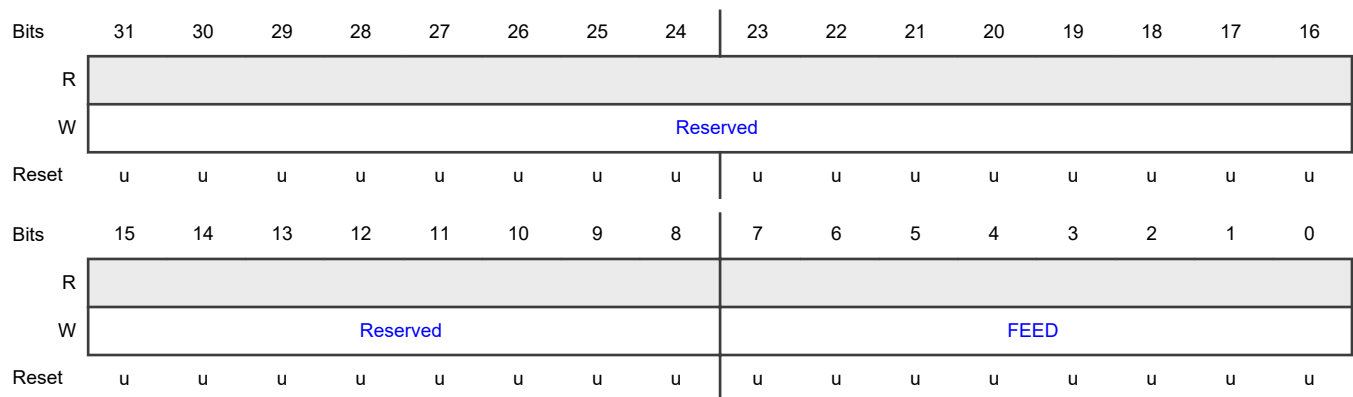 Bits 31 30 29 28 27 26 25 24 23 22 21 20 19 18 17 16
R
W Reserved
Reset u u u u u u u u u u u u u u u u
Bits 15 14 13 12 11 10 9 8 7 6 5 4 3 2 1 0
R
W Reserved FEED
Reset u u u u u u u u u u u u u u u u